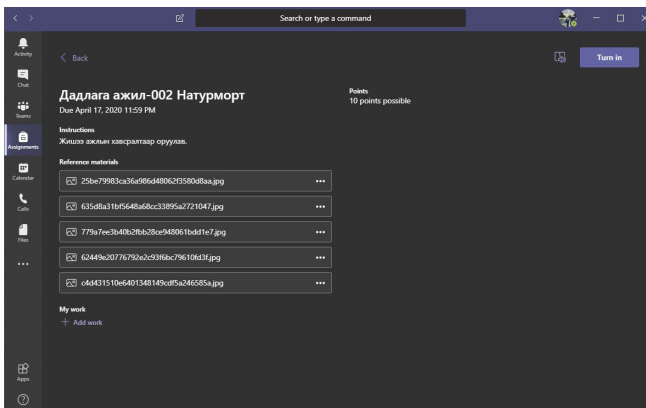 Search or type a command
Activity
Chat
Teams
Assignments
Calendar
Calls
Files
Apps
Back
Turn in
Дадлага ажил-002 Натурморт
Due April 17, 2020 11:59 PM
Points
10 points possible
Instructions
Жишээ ажлын хавсралтаар оруулав.
Reference materials
25be79983ca36a986d48062f3580d8aa.jpg
635d8a31bf5648a68cc33895a2721047.jpg
779a7ee3b40b2fbb28ce948061bdd1e7.jpg
62449e20776792e2c93f6bc79610fd3f.jpg
c4d431510e6401348149cdf5a246585a.jpg
My work
+ Add work